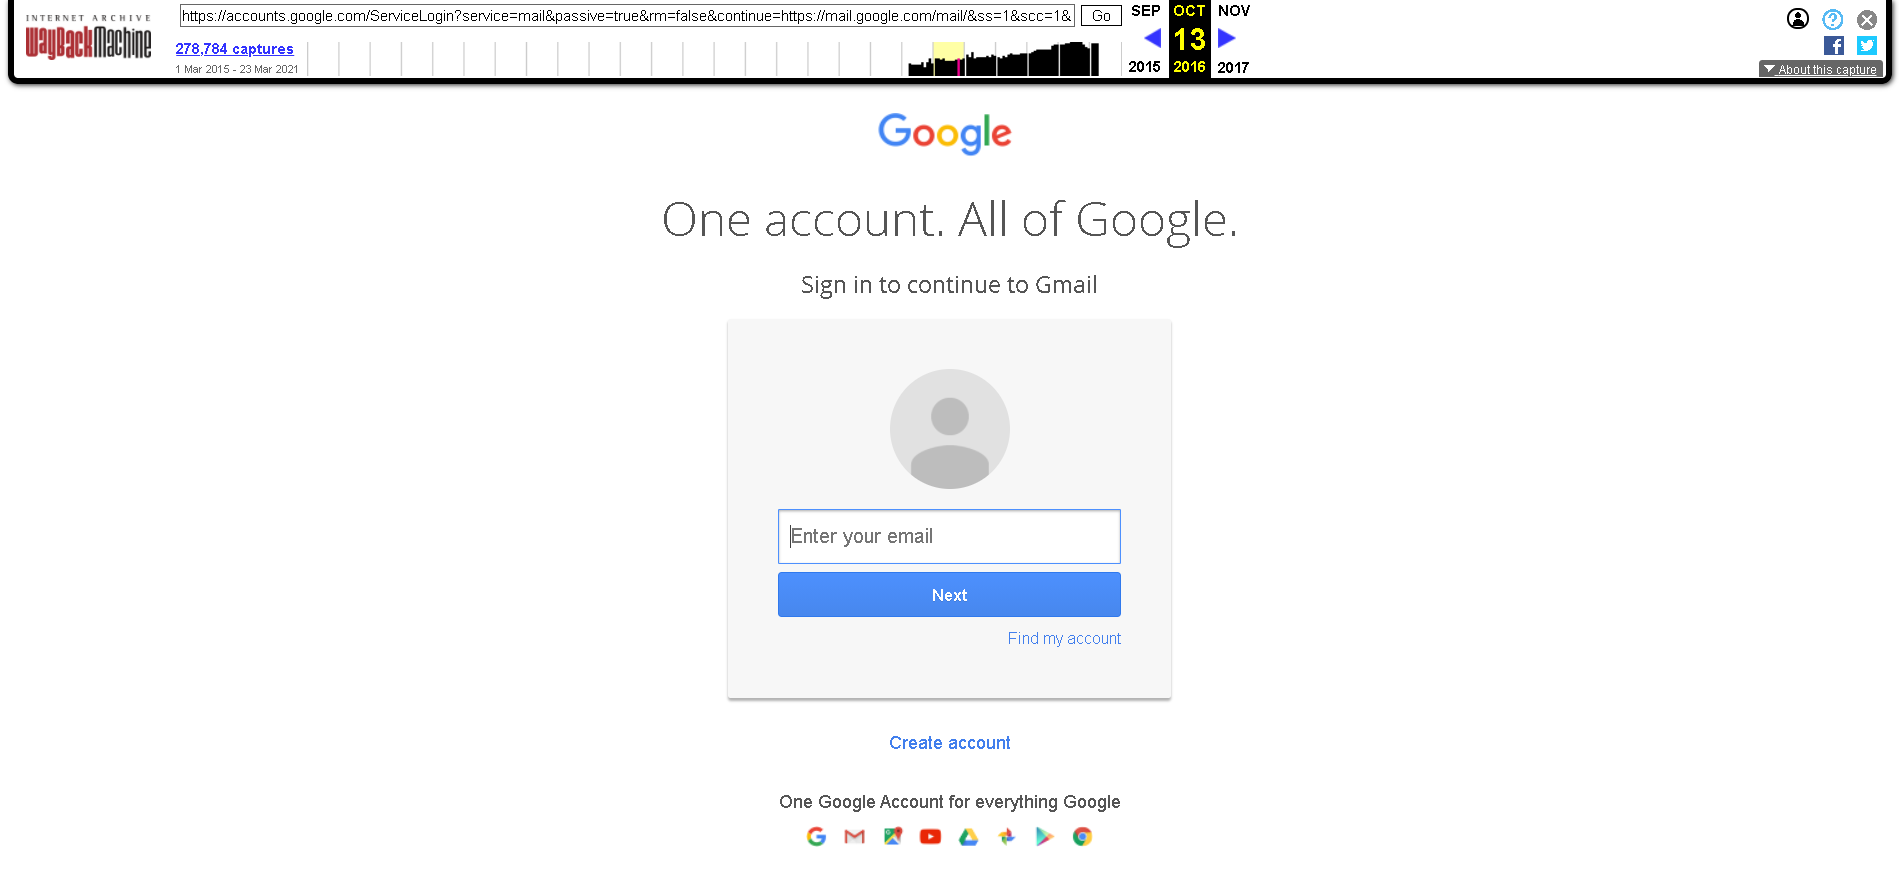 INTERNET ARCHIVE
WayBackMachine
https://accounts.google.com/ServiceLogin?service=mail&passive=true&rm=false&continue=https://mail.google.com/mail/&ss=1&scc=1&
Go
278,784 captures
1 Mar 2015 - 23 Mar 2021
SEP OCT NOV
13
2015 2016 2017
About this capture
Google
One account. All of Google.
Sign in to continue to Gmail
Enter your email
Next
Find my account
Create account
One Google Account for everything Google